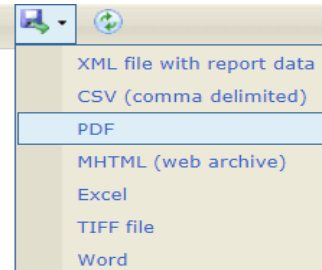 XML file with report data
CSV (comma delimited)
PDF
MHTML (web archive)
Excel
TIFF file
Word